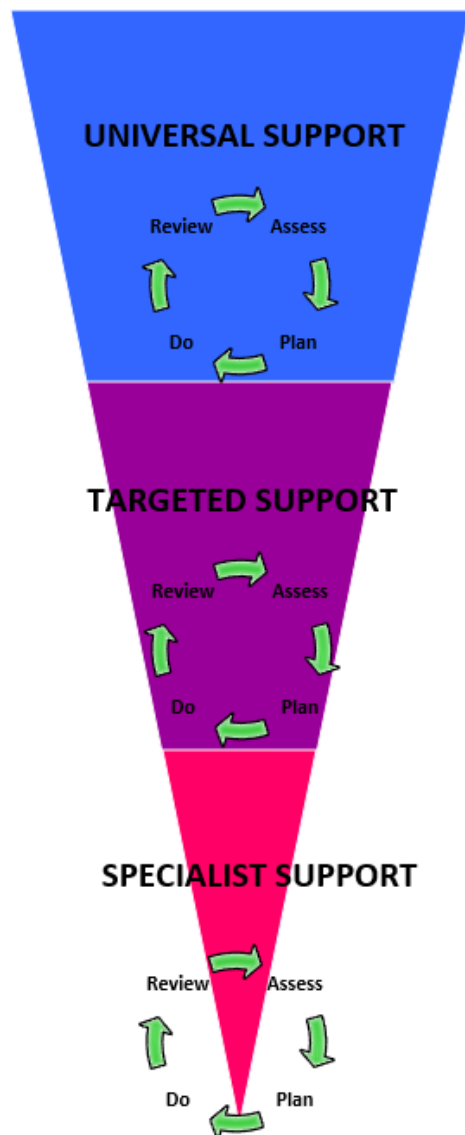 UNIVERSAL SUPPORT
Review Assess
Do Plan
TARGETED SUPPORT
Review Assess
Do Plan
SPECIALIST SUPPORT
Review Assess
Do Plan